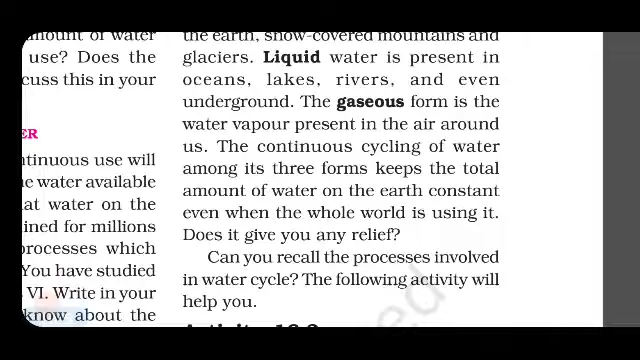 mount of water
use? Does the
cuss this in your
ER
ntinuous use will
e water available
at water on the
ined for millions
processes which
You have studied
VI. Write in your
know about the
the earth, snow-covered mountains and
glaciers. Liquid water is present in
oceans, lakes, rivers, and even
underground. The gaseous form is the
water vapour present in the air around
us. The continuous cycling of water
among its three forms keeps the total
amount of water on the earth constant
even when the whole world is using it.
Does it give you any relief?
Can you recall the processes involved
in water cycle? The following activity will
help you.